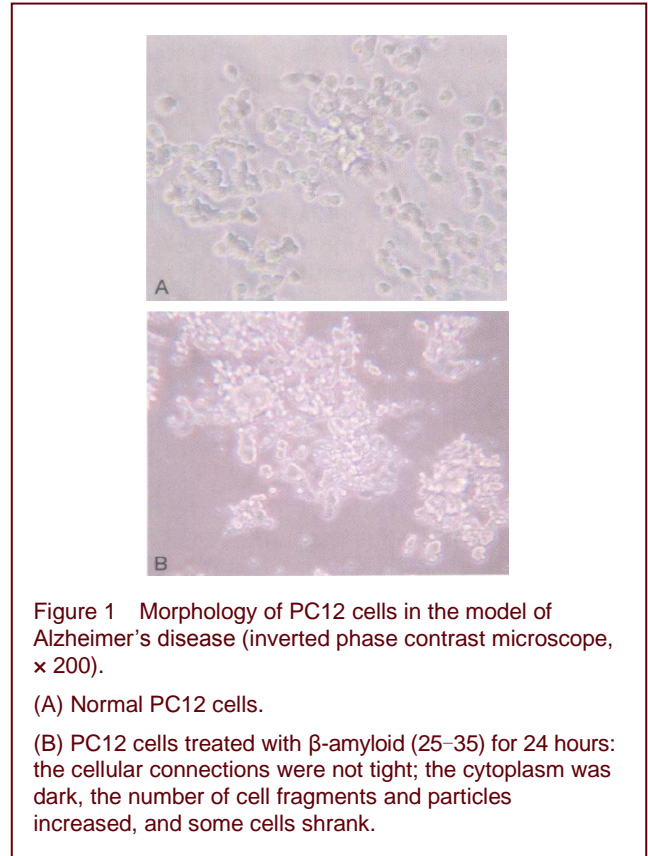 A
B
Figure 1 Morphology of PC12 cells in the model of
Alzheimer's disease (inverted phase contrast microscope,
× 200).
(A) Normal PC12 cells.
(B) PC12 cells treated with β-amyloid (25–35) for 24 hours:
the cellular connections were not tight; the cytoplasm was
dark, the number of cell fragments and particles
increased, and some cells shrank.